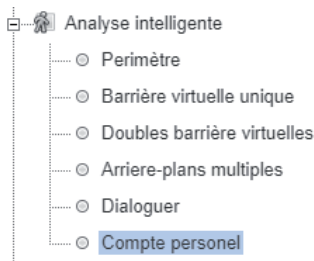 Analyse intelligente
Perimètre
Barrière virtuelle unique
Doubles barrière virtuelles
Arriere-plans multiples
Dialoguer
Compte personel